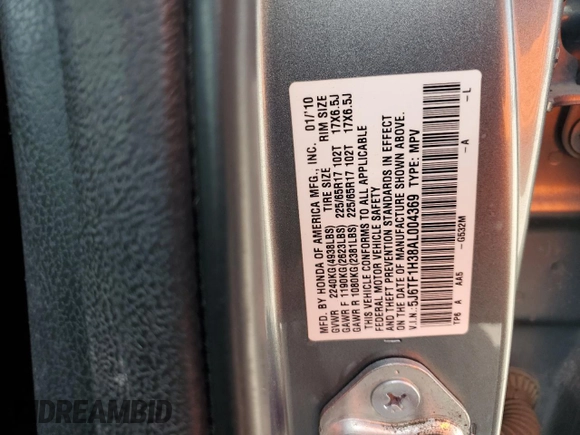 MFD. BY HONDA OF AMERICA MFG., INC. 01/'10
TIRE SIZE RIM SIZE
GVWR 2240KG(4938LBS) 225/65R17 102T 17X6.5J
GAWR F 1190KG(2623LBS) 225/65R17 102T 17X6.5J
GAWR R 1080KG(2381LBS)
THIS VEHICLE CONFORMS TO ALL APPLICABLE
FEDERAL MOTOR VEHICLE SAFETY
AND THEFT PREVENTION STANDARDS IN EFFECT
ON THE DATE OF MANUFACTURE SHOWN ABOVE.
V.I.N.:5J6TF1H38AL004369 TYPE: MPV
TP6 A AA5 -G532M -A -L
BIDREAMBID